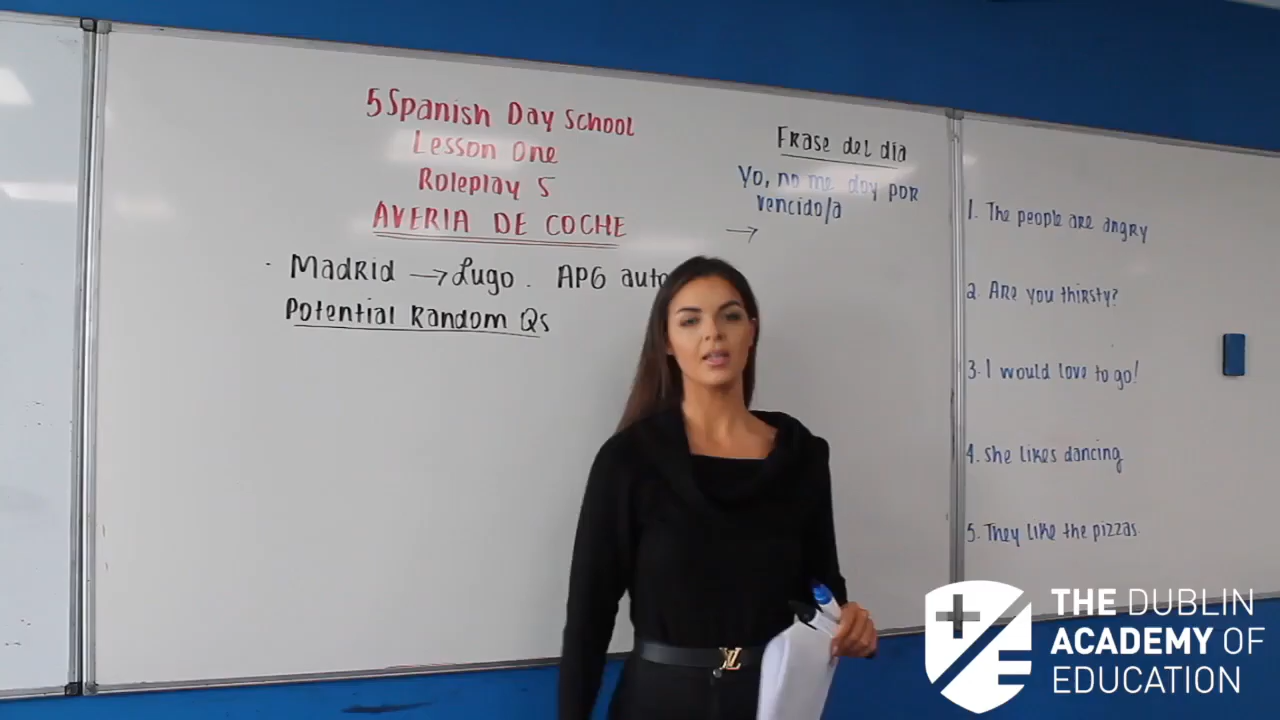 5 Spanish Day School
Lesson One
Roleplay 5
AVERIA DE COCHE
· Madrid → Lugo. AP6 auto
Potential Random Qs
Frase del día
Yo, no me doy por
vencido/a
→
1. The people are angry
2. Are you thirsty?
3. I would love to go!
4. She likes dancing
5. They like the pizzas
THE DUBLIN
ACADEMY OF
EDUCATION